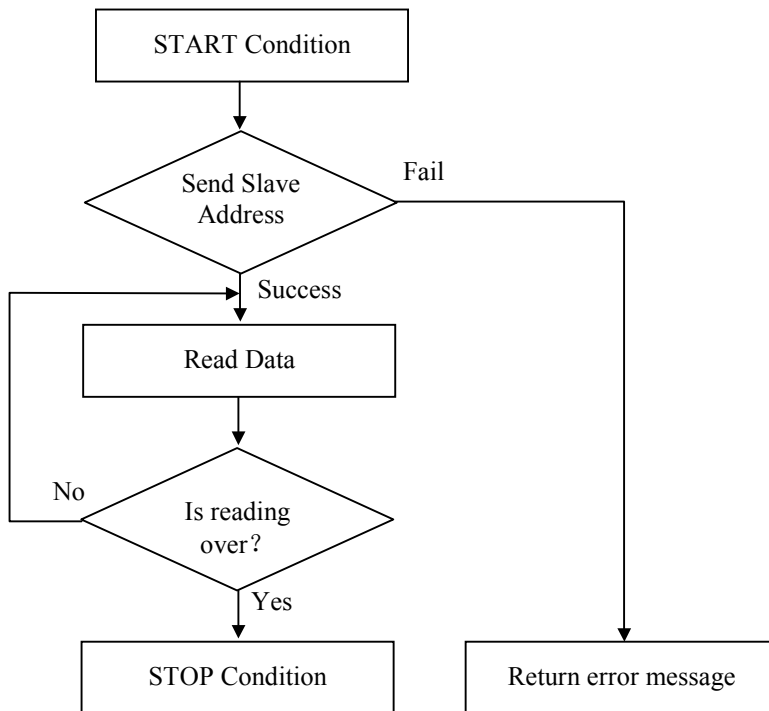 START Condition
Send Slave
Address
Fail
Success
Read Data
No
Is reading
over？
Yes
STOP Condition
Return error message